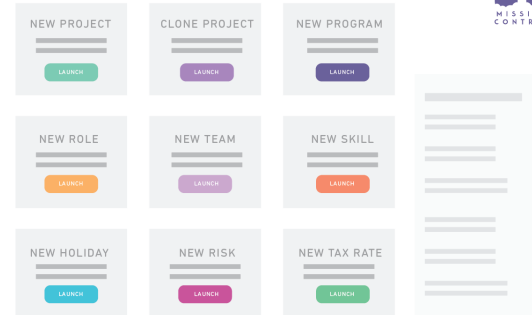 NEW PROJECT
LAUNCH
CLONE PROJECT
LAUNCH
NEW PROGRAM
LAUNCH
NEW ROLE
LAUNCH
NEW TEAM
LAUNCH
NEW SKILL
LAUNCH
NEW HOLIDAY
LAUNCH
NEW RISK
LAUNCH
NEW TAX RATE
LAUNCH